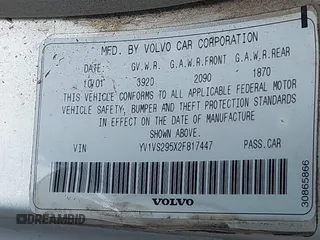 MFD. BY VOLVO CAR CORPORATION
DATE G.V.W.R. G.A.W.R.FRONT G.A.W.R.REAR
10/01 3920 2090 1870
THIS VEHICLE CONFORMS TO ALL APPLICABLE FEDERAL MOTOR
VEHICLE SAFETY, BUMPER AND THEFT PREVENTION STANDARDS
IN EFFECT ON THE DATE OF MANUFACTURE
SHOWN ABOVE.
VIN YV1VS295X2F817447 PASS.CAR
VOLVO
30865866
DREAMBID